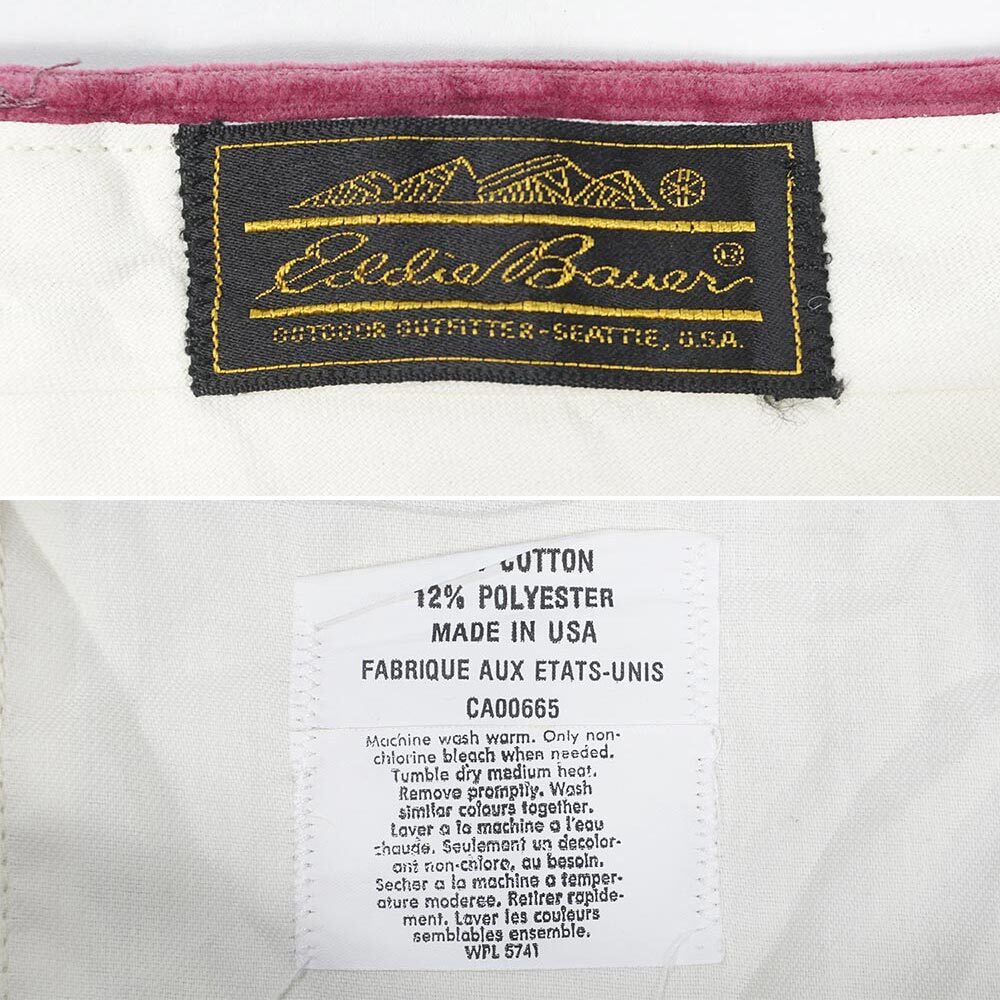 Eddie Bauer ®
OUTDOOR OUTFITTER-SEATTLE, U.S.A.
COTTON
12% POLYESTER
MADE IN USA
FABRIQUE AUX ETATS-UNIS
CA00665
Machine wash warm. Only non-
chlorine bleach when needed.
Tumble dry medium heat.
Remove promptly. Wash
similar colours together.
Laver a la machine a l'eau
chaude. Seulement un decolor-
ant non-chlore, au besoin.
Secher a la machine a temper-
ature moderee. Retirer rapide-
ment. Laver les couleurs
semblables ensemble.
WPL 5741